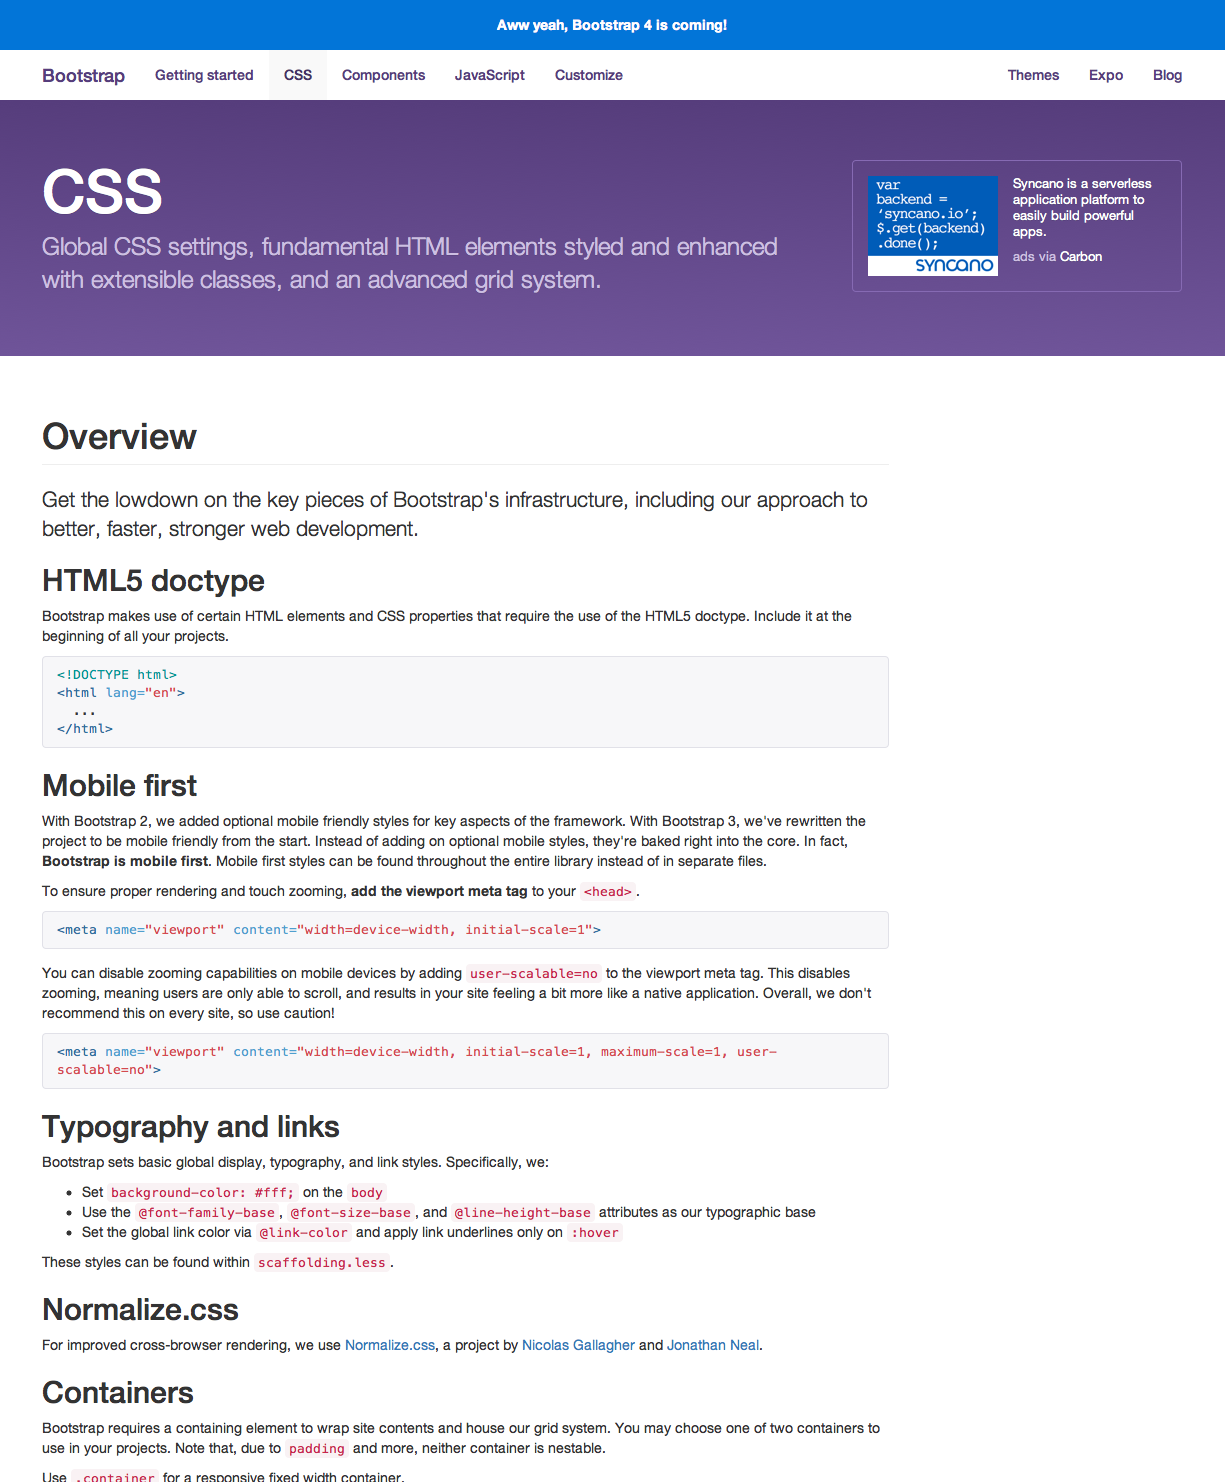 Aww yeah, Bootstrap 4 is coming!
Bootstrap Getting started CSS Components JavaScript Customize Themes Expo Blog
CSS
Global CSS settings, fundamental HTML elements styled and enhanced
with extensible classes, and an advanced grid system.
var
backend =
‘syncano.io’;
$.get(backend)
.done();
SYNCANO
Syncano is a serverless
application platform to
easily build powerful
apps.
ads via Carbon
Overview
Get the lowdown on the key pieces of Bootstrap's infrastructure, including our approach to
better, faster, stronger web development.
HTML5 doctype
Bootstrap makes use of certain HTML elements and CSS properties that require the use of the HTML5 doctype. Include it at the
beginning of all your projects.
<!DOCTYPE html>
<html lang="en">
  ...
</html>
Mobile first
With Bootstrap 2, we added optional mobile friendly styles for key aspects of the framework. With Bootstrap 3, we've rewritten the
project to be mobile friendly from the start. Instead of adding on optional mobile styles, they're baked right into the core. In fact,
Bootstrap is mobile first. Mobile first styles can be found throughout the entire library instead of in separate files.
To ensure proper rendering and touch zooming, add the viewport meta tag to your <head>.
<meta name="viewport" content="width=device-width, initial-scale=1">
You can disable zooming capabilities on mobile devices by adding user-scalable=no to the viewport meta tag. This disables
zooming, meaning users are only able to scroll, and results in your site feeling a bit more like a native application. Overall, we don't
recommend this on every site, so use caution!
<meta name="viewport" content="width=device-width, initial-scale=1, maximum-scale=1, user-
scalable=no">
Typography and links
Bootstrap sets basic global display, typography, and link styles. Specifically, we:
• Set background-color: #fff; on the body
• Use the @font-family-base, @font-size-base, and @line-height-base attributes as our typographic base
• Set the global link color via @link-color and apply link underlines only on :hover
These styles can be found within scaffolding.less.
Normalize.css
For improved cross-browser rendering, we use Normalize.css, a project by Nicolas Gallagher and Jonathan Neal.
Containers
Bootstrap requires a containing element to wrap site contents and house our grid system. You may choose one of two containers to
use in your projects. Note that, due to padding and more, neither container is nestable.
Use .container for a responsive fixed width container.